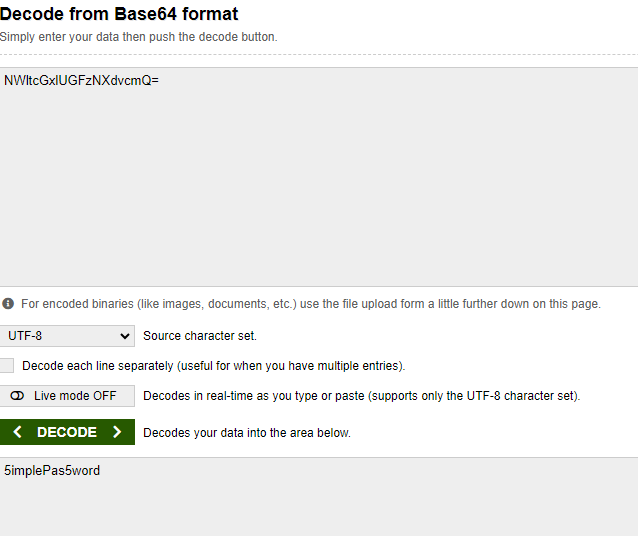 Decode from Base64 format
Simply enter your data then push the decode button.
NWltcGxlUGFzNXdvcmQ=
For encoded binaries (like images, documents, etc.) use the file upload form a little further down on this page.
UTF-8 Source character set.
Decode each line separately (useful for when you have multiple entries).
Live mode OFF Decodes in real-time as you type or paste (supports only the UTF-8 character set).
< DECODE > Decodes your data into the area below.
5implePas5word